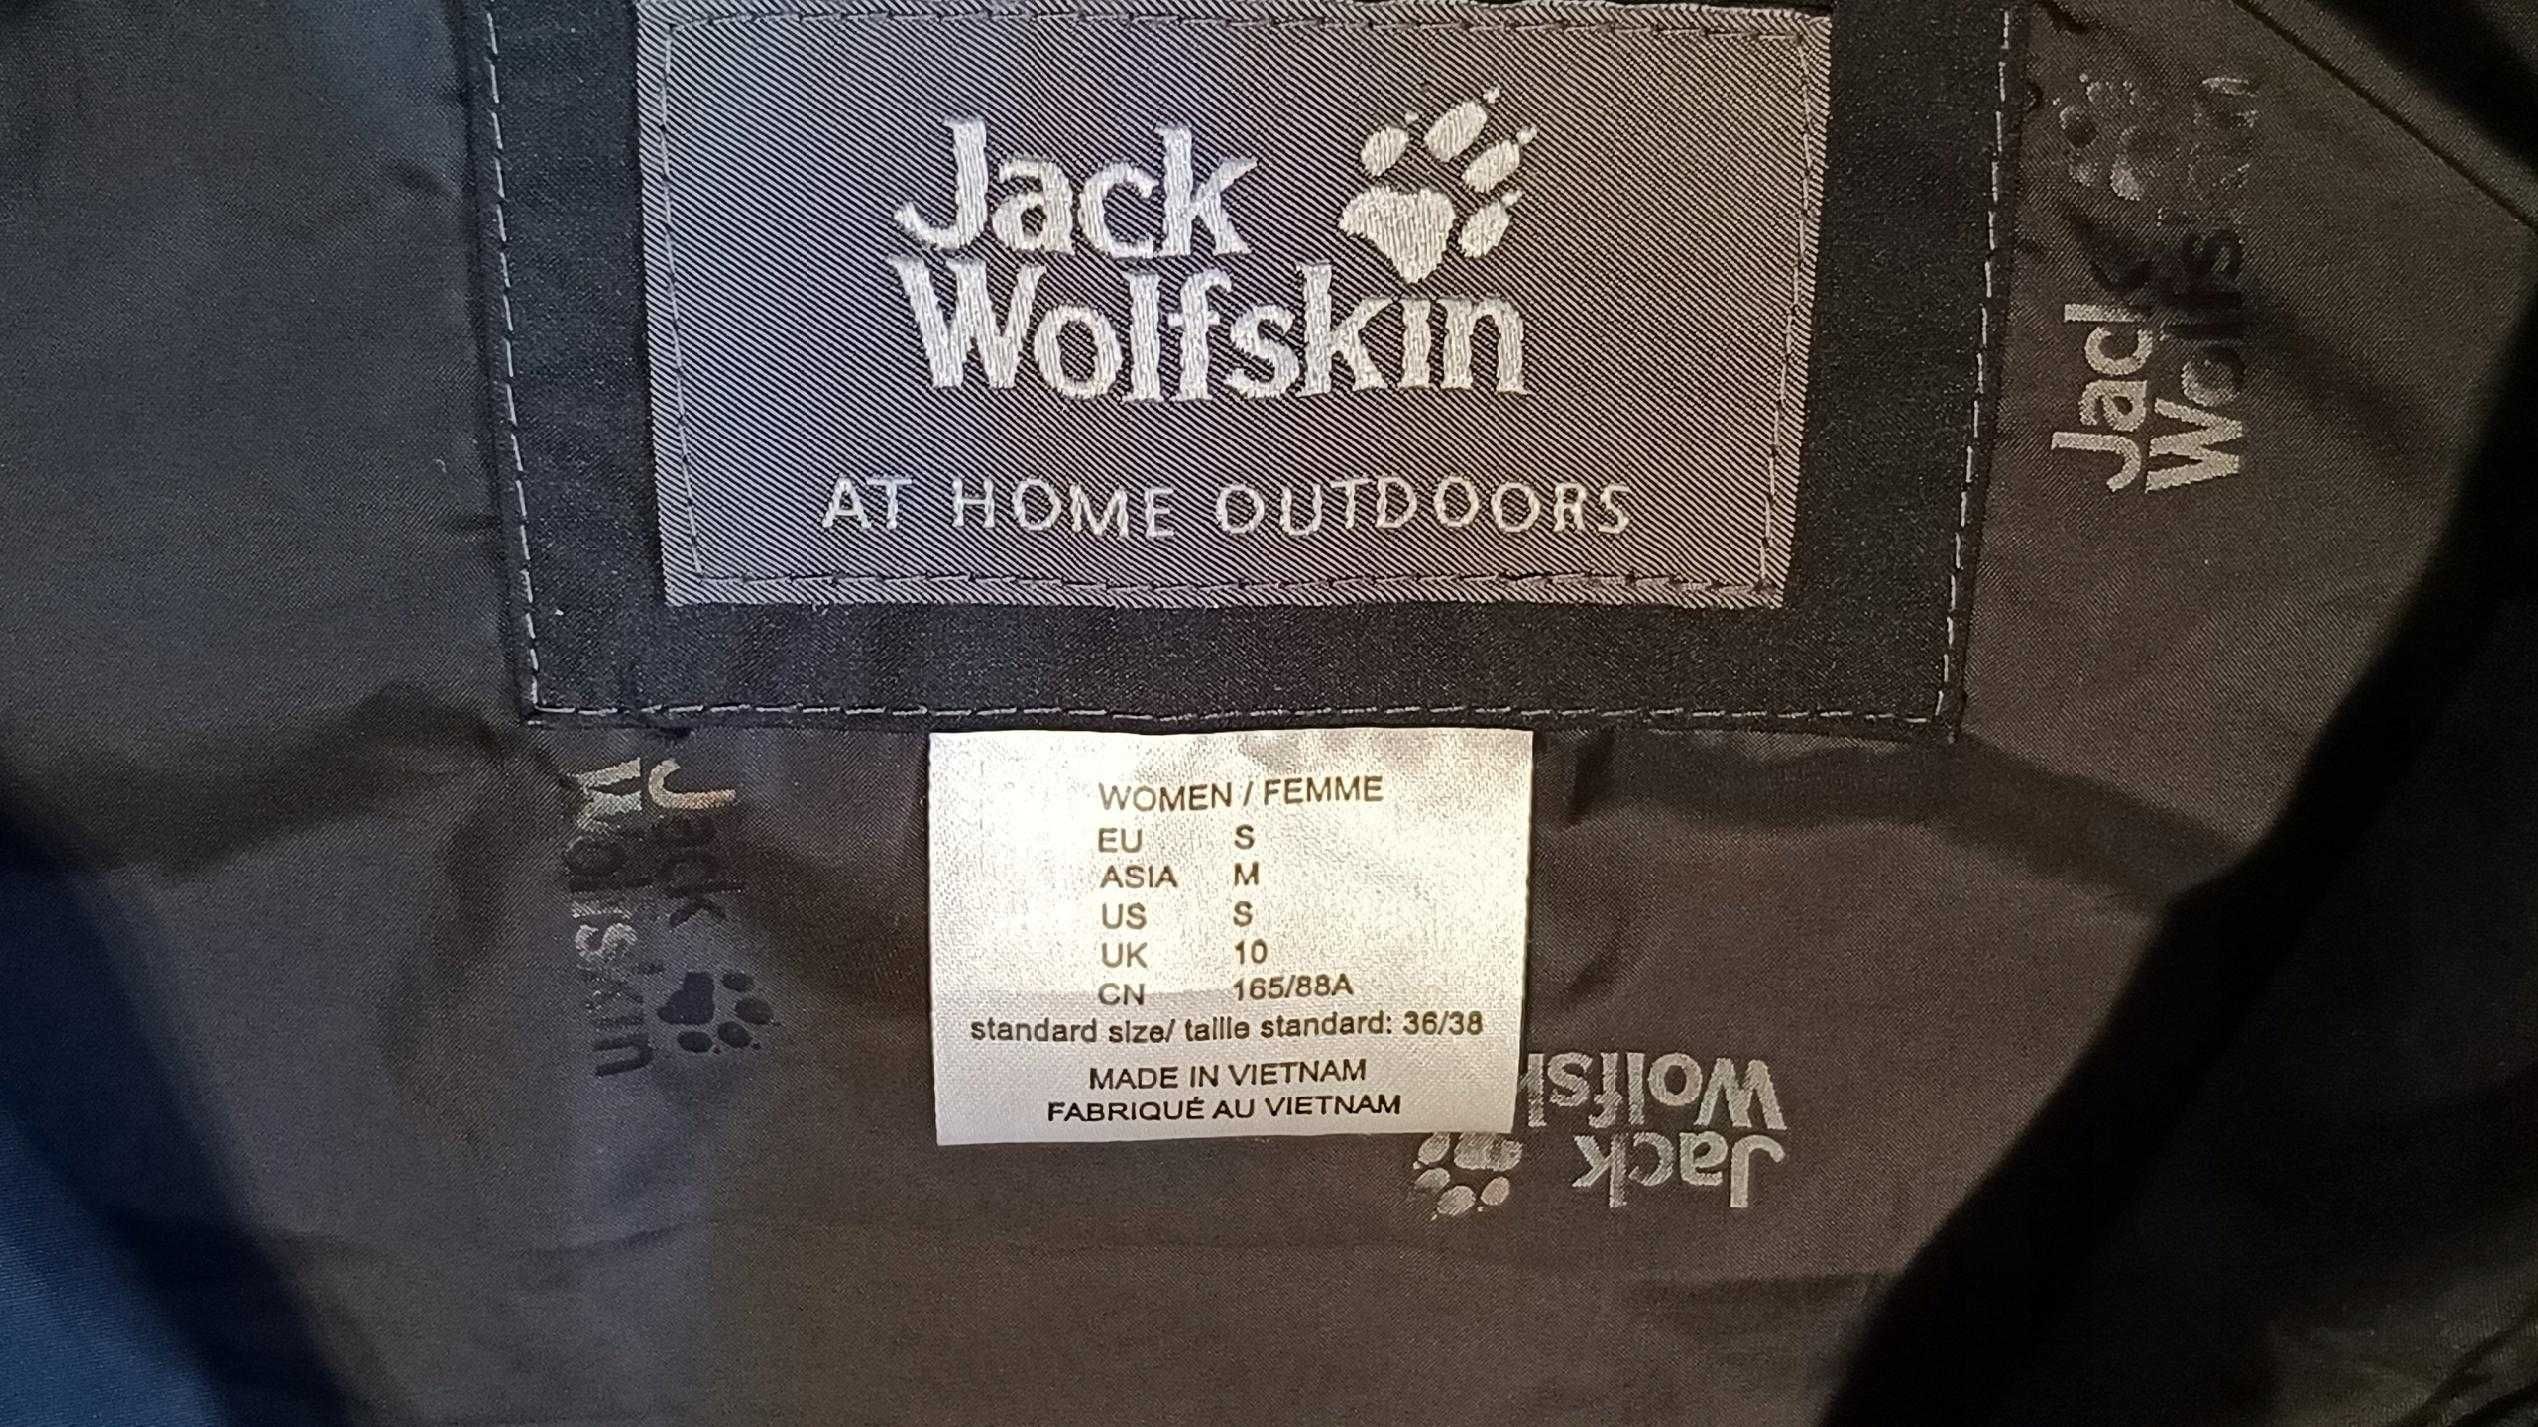 Jack
Wolfskin
AT HOME OUTDOORS
Jack
Wolfs
Jack
Wolfskin
WOMEN / FEMME
EU S
ASIA M
US S
UK 10
CN 165/88A
standard size/ taille standard: 36/38
MADE IN VIETNAM
FABRIQUÉ AU VIETNAM
Jack
Wolfsk